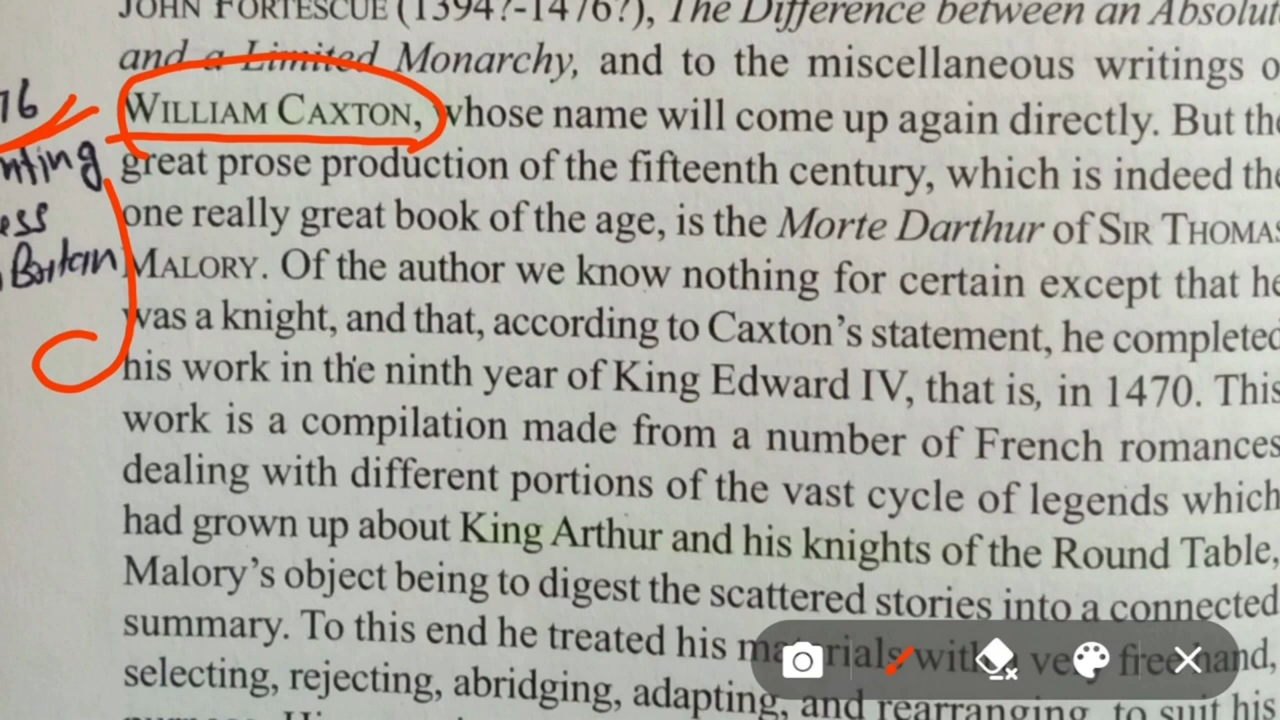 JOHN FORTESCUE (1394?-1476?), The Difference between an Absolut
and a Limited Monarchy, and to the miscellaneous writings o
WILLIAM CAXTON, whose name will come up again directly. But the
great prose production of the fifteenth century, which is indeed the
one really great book of the age, is the Morte Darthur of SIR THOMAS
MALORY. Of the author we know nothing for certain except that he
was a knight, and that, according to Caxton's statement, he completed
his work in the ninth year of King Edward IV, that is, in 1470. This
work is a compilation made from a number of French romances
dealing with different portions of the vast cycle of legends which
had grown up about King Arthur and his knights of the Round Table,
Malory's object being to digest the scattered stories into a connected
summary. To this end he treated his materials with a very free hand,
selecting, rejecting, abridging, adapting, and rearranging, to suit his
76
nting
ess